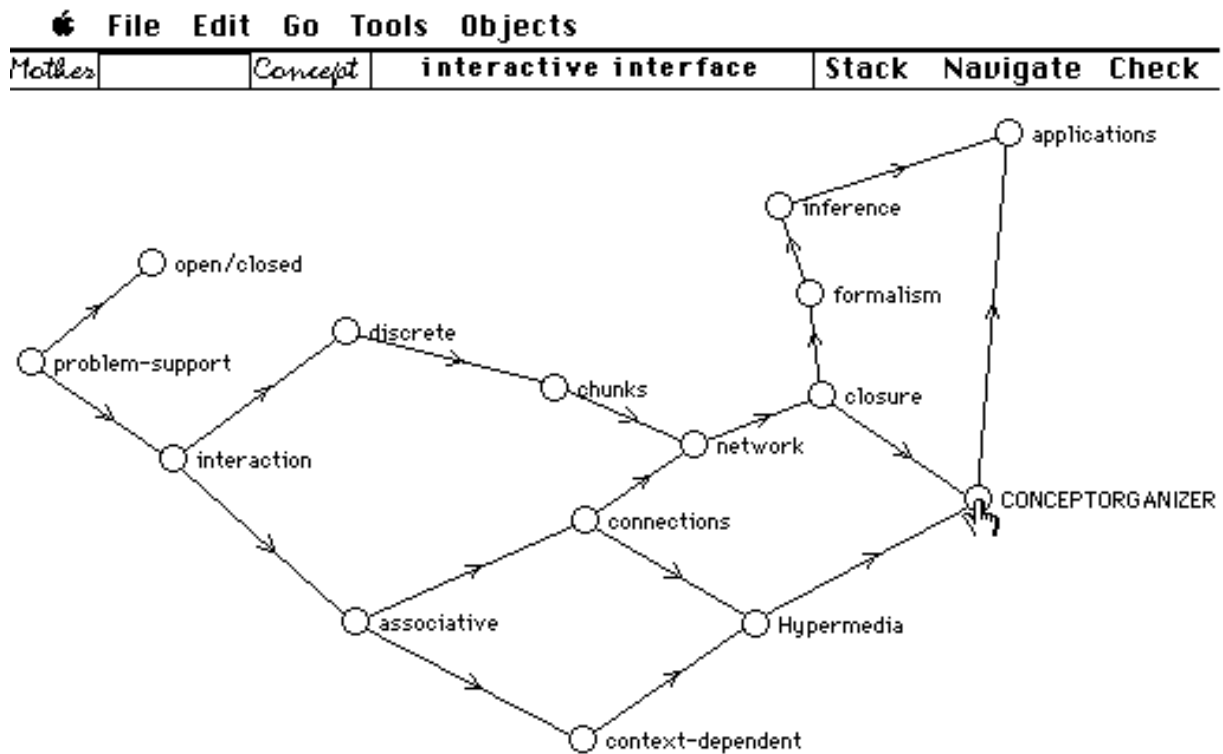 File Edit Go Tools Objects
Mother Concept interactive interface Stack Navigate Check
applications
inference
open/closed
formalism
discrete
problem-support
chunks
closure
network
interaction
CONCEPTORGANIZER
connections
associative
Hypermedia
context-dependent